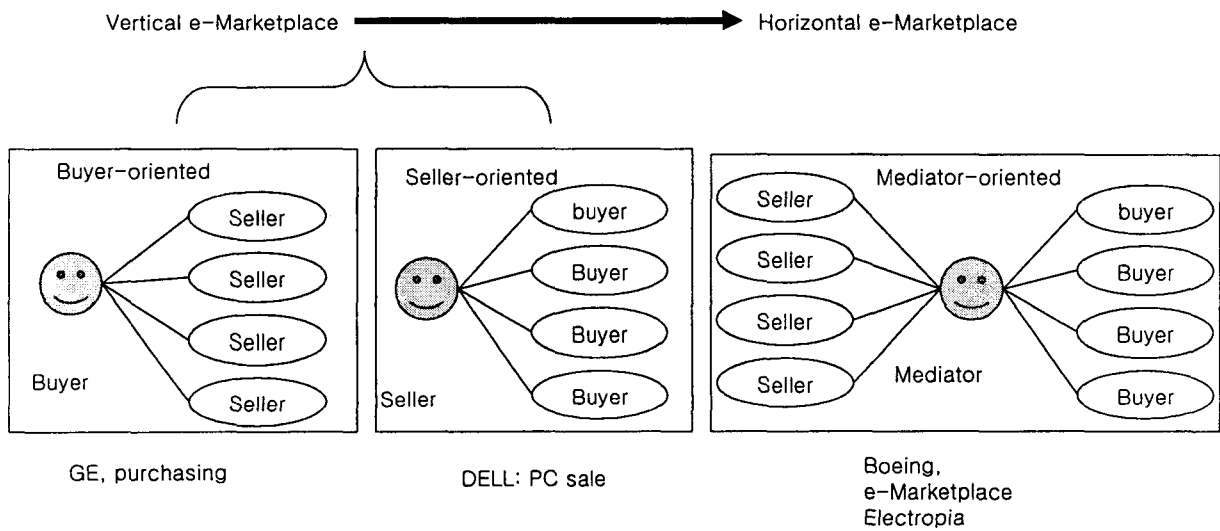 Vertical e-Marketplace
Horizontal e-Marketplace
Buyer-oriented
Seller
Seller
Seller
Seller
Buyer
GE, purchasing
Seller-oriented
buyer
Buyer
Buyer
Buyer
Seller
DELL: PC sale
Mediator-oriented
Seller
Seller
Seller
Seller
Mediator
buyer
Buyer
Buyer
Buyer
Boeing,
e-Marketplace
Electropia